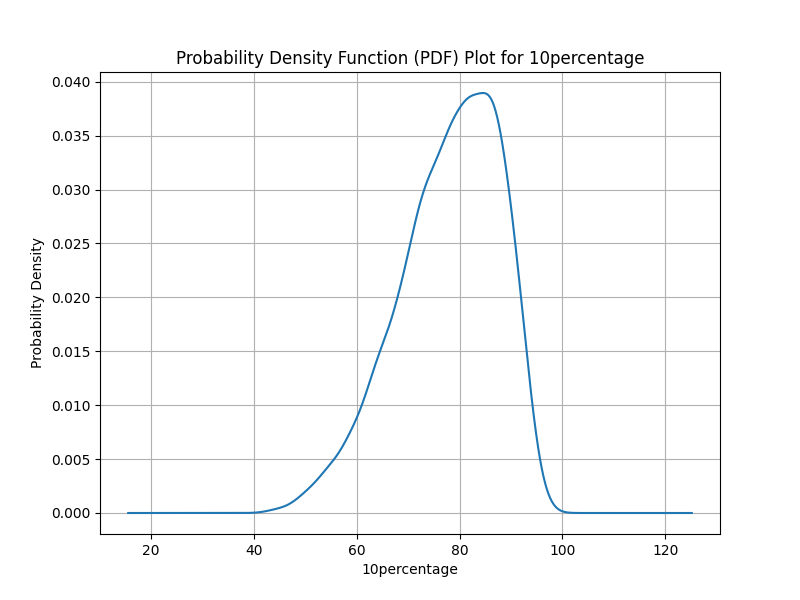 Probability Density Function (PDF) Plot for 10percentage
0.040
0.035
0.030
0.025
0.020
0.015
0.010
0.005
0.000
Probability Density
20 40 60 80 100 120
10percentage